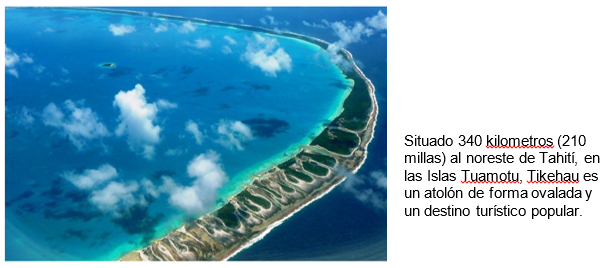 Situado 340 kilometros (210
millas) al noreste de Tahití, en
las Islas Tuamotu, Tikehau es
un atolón de forma ovalada y
un destino turístico popular.